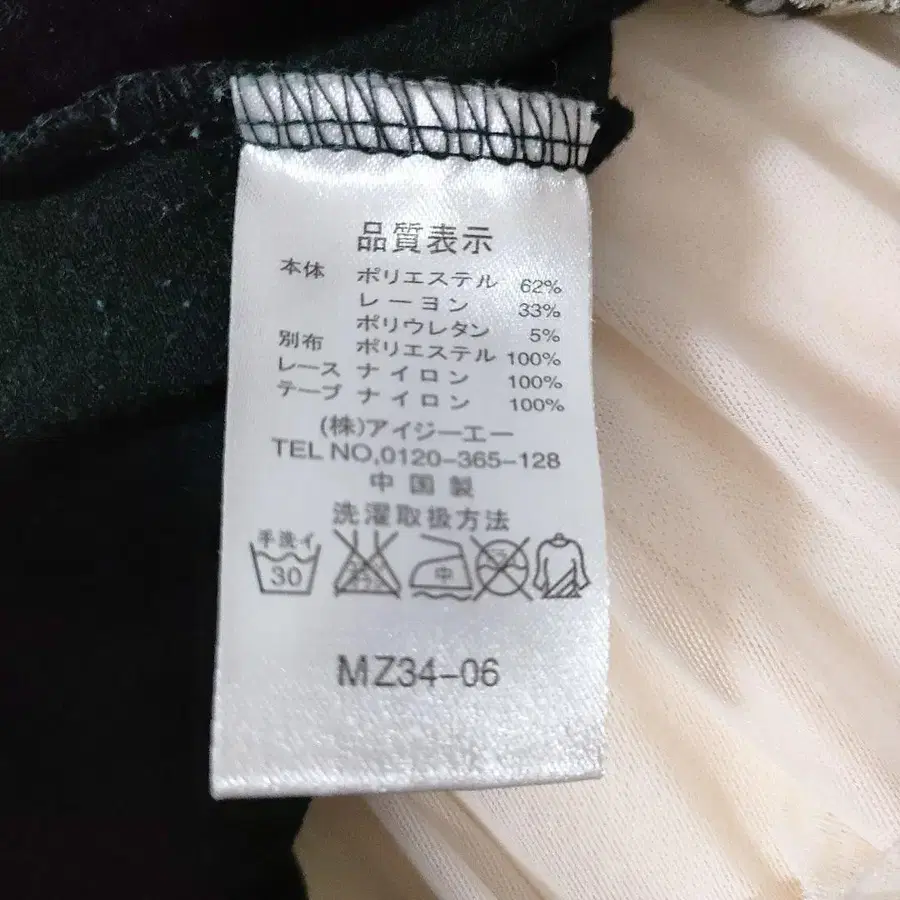 品質表示
本体 ポリエステル 62%
レーヨン 33%
ポリウレタン 5%
別布 ポリエステル 100%
レース ナイロン 100%
テープ ナイロン 100%
(株)アイジーエー
TEL NO,0120-365-128
中国製
洗濯取扱方法
手洗イ
30
中
MZ34-06